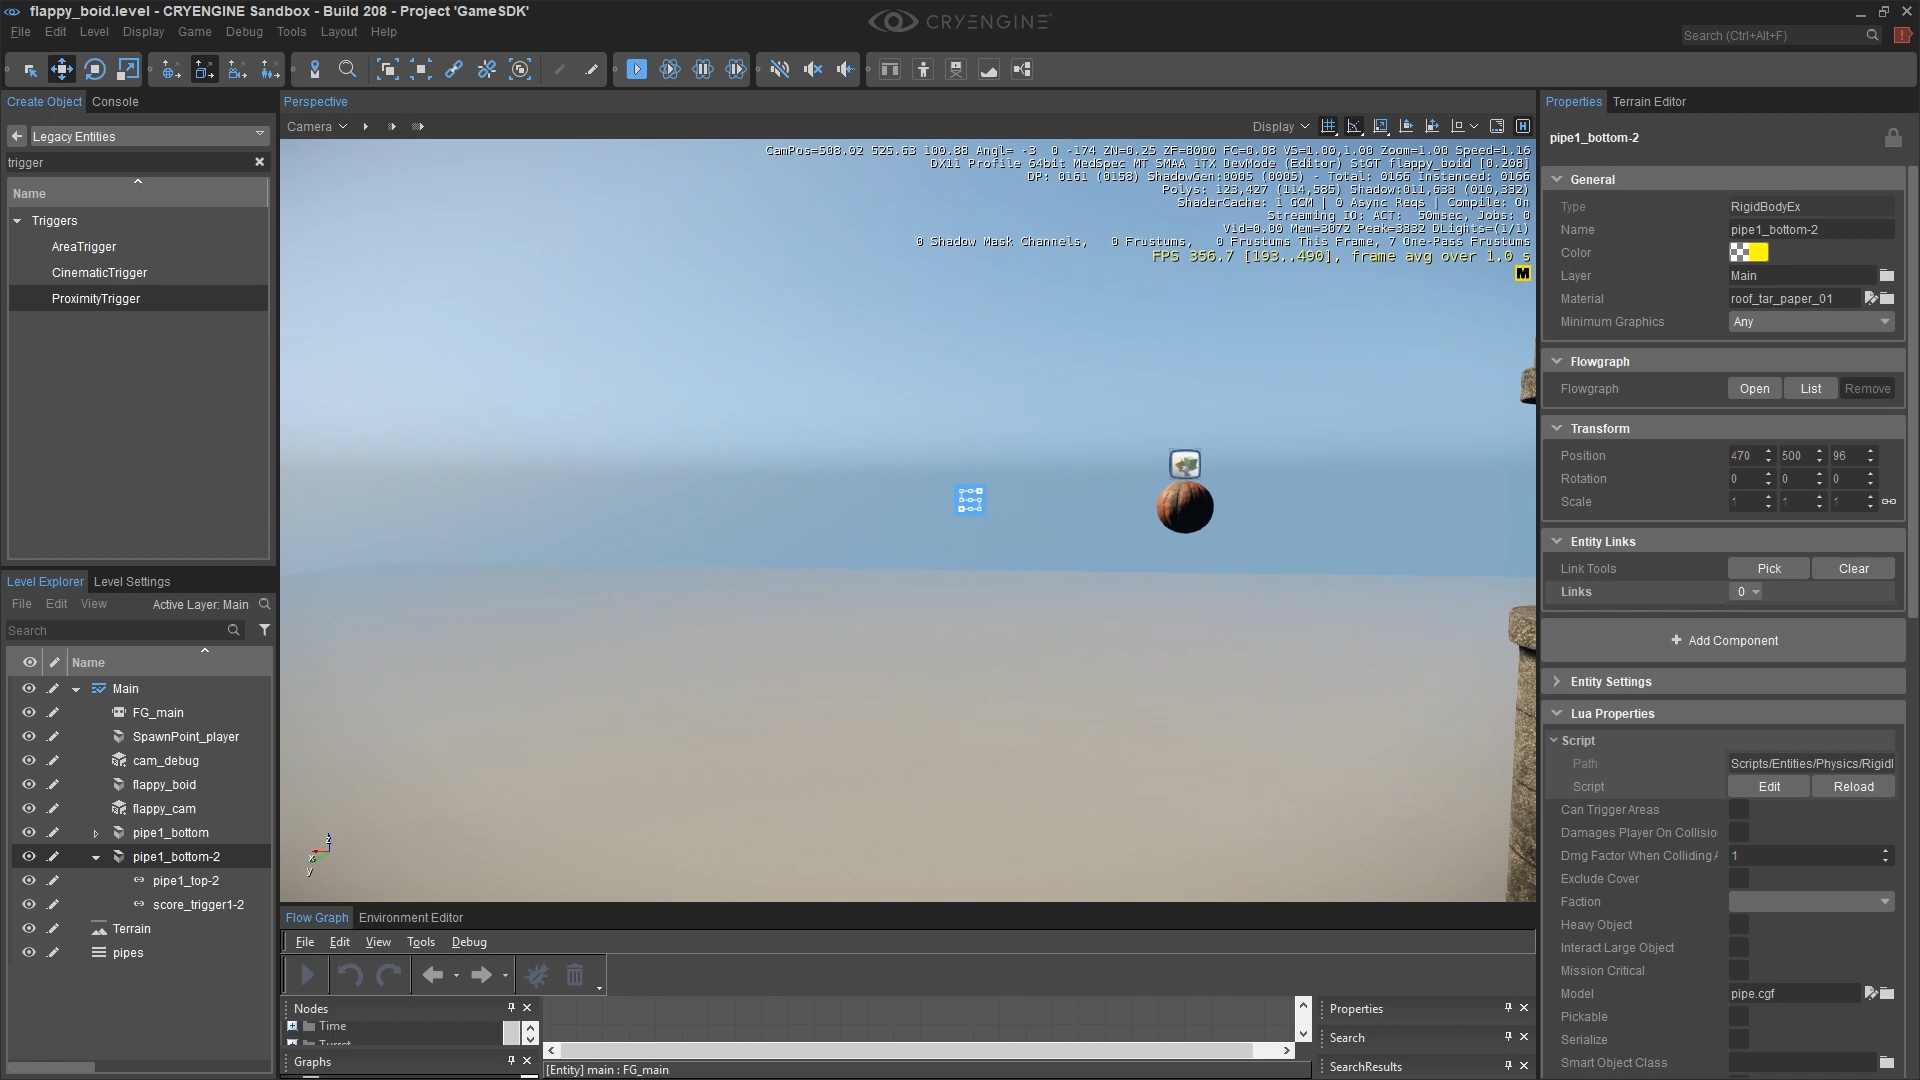 flappy_boid.level - CRYENGINE Sandbox - Build 208 - Project 'GameSDK'
CRYENGINE
File Edit Level Display Game Debug Tools Layout Help
Search (Ctrl+Alt+F)
Create Object Console
Legacy Entities
trigger
Name
Triggers
AreaTrigger
CinematicTrigger
ProximityTrigger
Level Explorer Level Settings
File Edit View Active Layer: Main
Search
Name
Main
FG_main
SpawnPoint_player
cam_debug
flappy_boid
flappy_cam
pipe1_bottom
pipe1_bottom-2
pipe1_top-2
score_trigger1-2
Terrain
pipes
Perspective
Camera
Display
CamPos=508.02 525.63 100.88 Angl= -3 0 -174 ZN=0.25 ZF=8000 FC=0.08 VS=1.00,1.00 Zoom=1.00 Speed=1.16
DX11 Profile 64bit MedSpec MT SMAA 1TX DevMode (Editor) StGT flappy_boid [0.208]
DP: 0161 (0158) ShadowGen:0005 (0005) - Total: 0166 Instanced: 0166
Polys: 123,427 (114,585) Shadow:011,633 (010,332)
ShaderCache: 1 GCM | 0 Async Reqs | Compile: On
Streaming IO: ACT: 50msec, Jobs: 0
Vid=0.00 Mem=3072 Peak=3332 DLights=(1/1)
0 Shadow Mask Channels, 0 Frustums, 0 Frustums This Frame, 7 One-Pass Frustums
FPS 356.7 [193..490], frame avg over 1.0 s
M
z
x
y
Flow Graph Environment Editor
File Edit View Tools Debug
Nodes
Time
Turret
Graphs
[Entity] main : FG_main
Properties
Search
SearchResults
Properties Terrain Editor
pipe1_bottom-2
General
Type RigidBodyEx
Name pipe1_bottom-2
Color
Layer Main
Material roof_tar_paper_01
Minimum Graphics Any
Flowgraph
Flowgraph Open List Remove
Transform
Position 470 500 96
Rotation 0 0 0
Scale 1 1 1
Entity Links
Link Tools Pick Clear
Links 0
+ Add Component
Entity Settings
Lua Properties
Script
Path Scripts/Entities/Physics/Rigid
Script Edit Reload
Can Trigger Areas
Damages Player On Collisio
Dmg Factor When Colliding 1
Exclude Cover
Faction
Heavy Object
Interact Large Object
Mission Critical
Model pipe.cgf
Pickable
Serialize
Smart Object Class